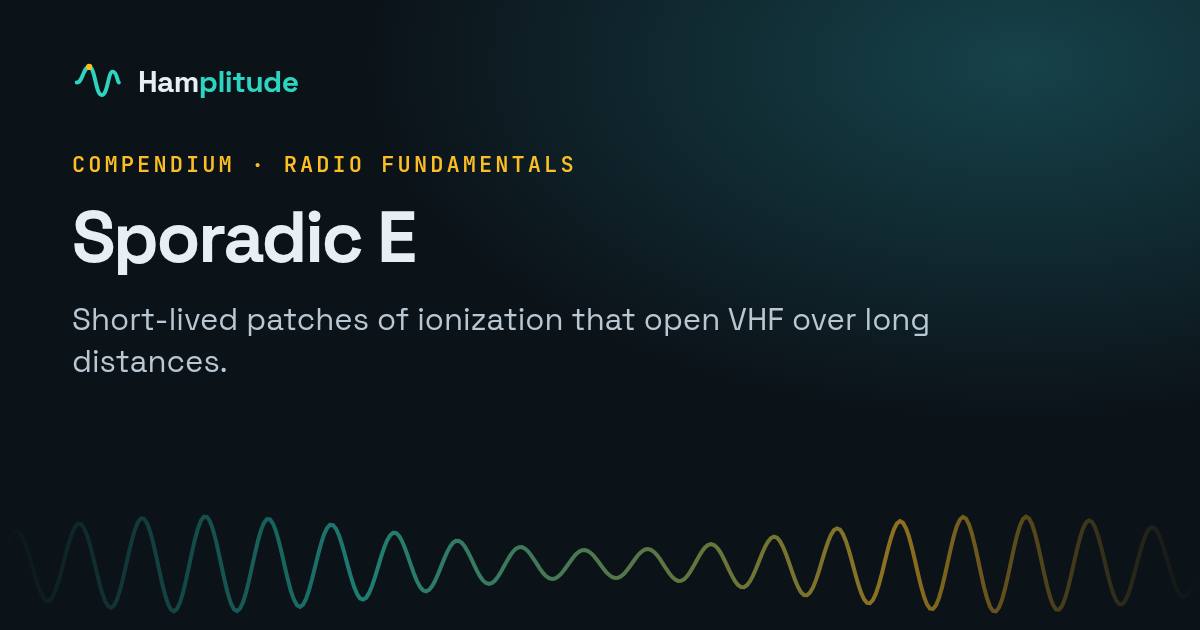 Hamplitude
COMPENDIUM · RADIO FUNDAMENTALS
Sporadic E
Short-lived patches of ionization that open VHF over long
distances.